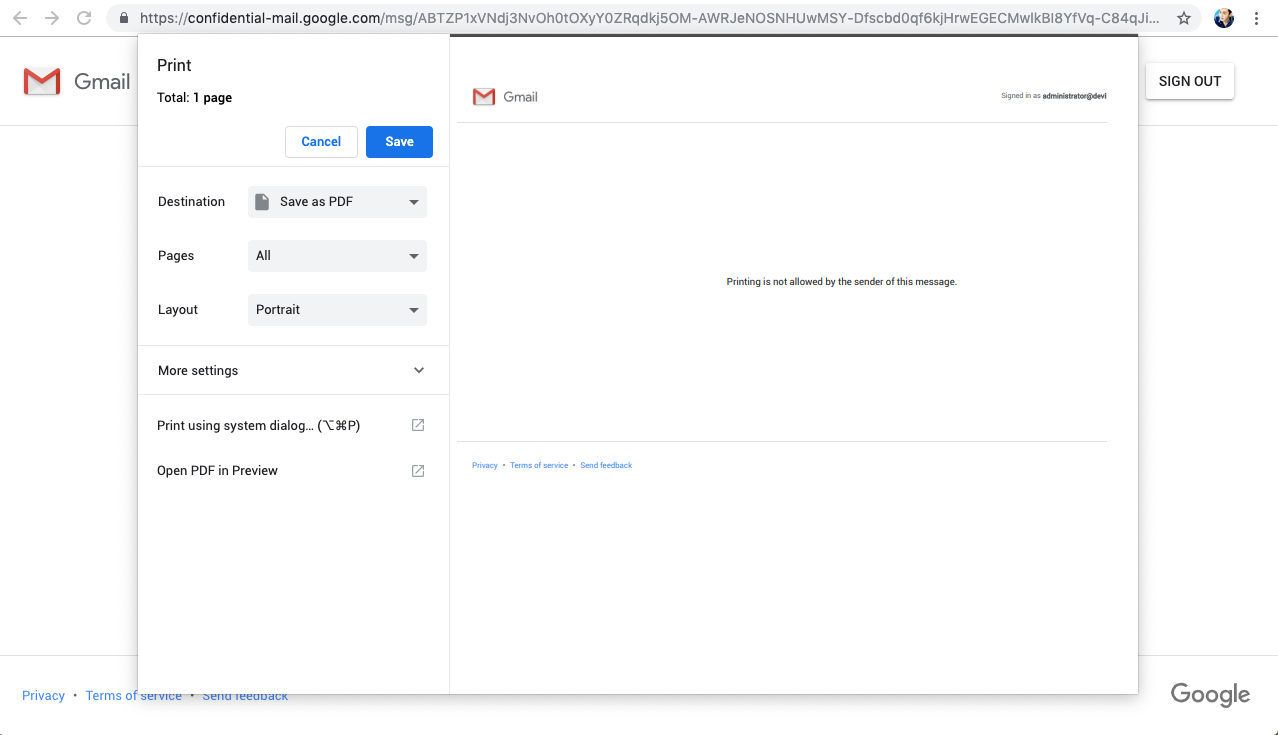 https://confidential-mail.google.com/msg/ABTZP1xVNdj3NvOh0tOXyY0ZRqdkj5OM-AWRJeNOSNHUwMSY-Dfscbd0qf6kjHrwEGECMwlkBI8YfVq-C84qJi...
Gmail
SIGN OUT
Print
Total: 1 page
Cancel
Save
Destination
Save as PDF
Pages
All
Layout
Portrait
More settings
Print using system dialog... (⌥⌘P)
Open PDF in Preview
Gmail
Signed in as administrator@devi
Printing is not allowed by the sender of this message.
Privacy • Terms of service • Send feedback
Privacy • Terms of service • Send feedback
Google